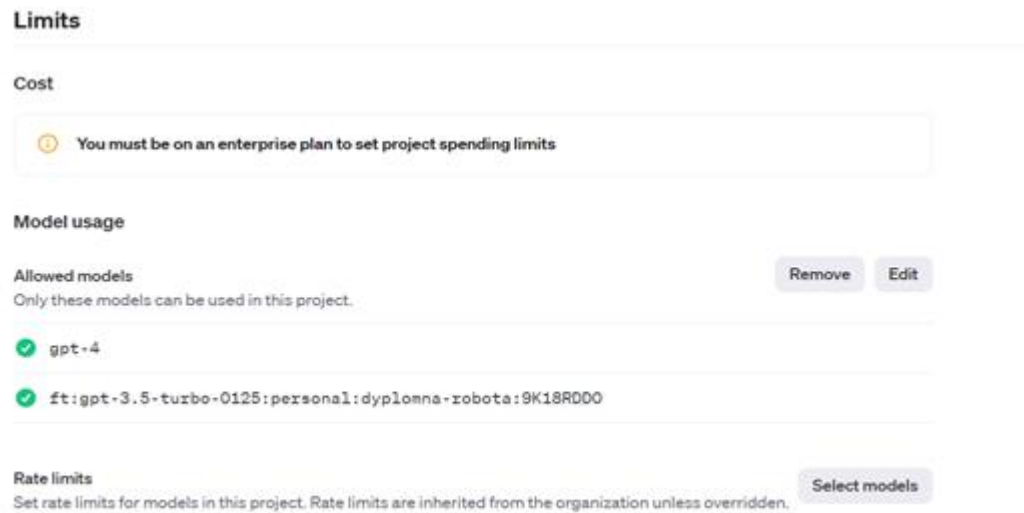 Limits
Cost
You must be on an enterprise plan to set project spending limits
Model usage
Allowed models
Remove
Edit
Only these models can be used in this project.
gpt-4
ft:gpt-3.5-turbo-0125:personal:dyplomna-robota:9K18RDDO
Rate limits
Select models
Set rate limits for models in this project. Rate limits are inherited from the organization unless overridden.